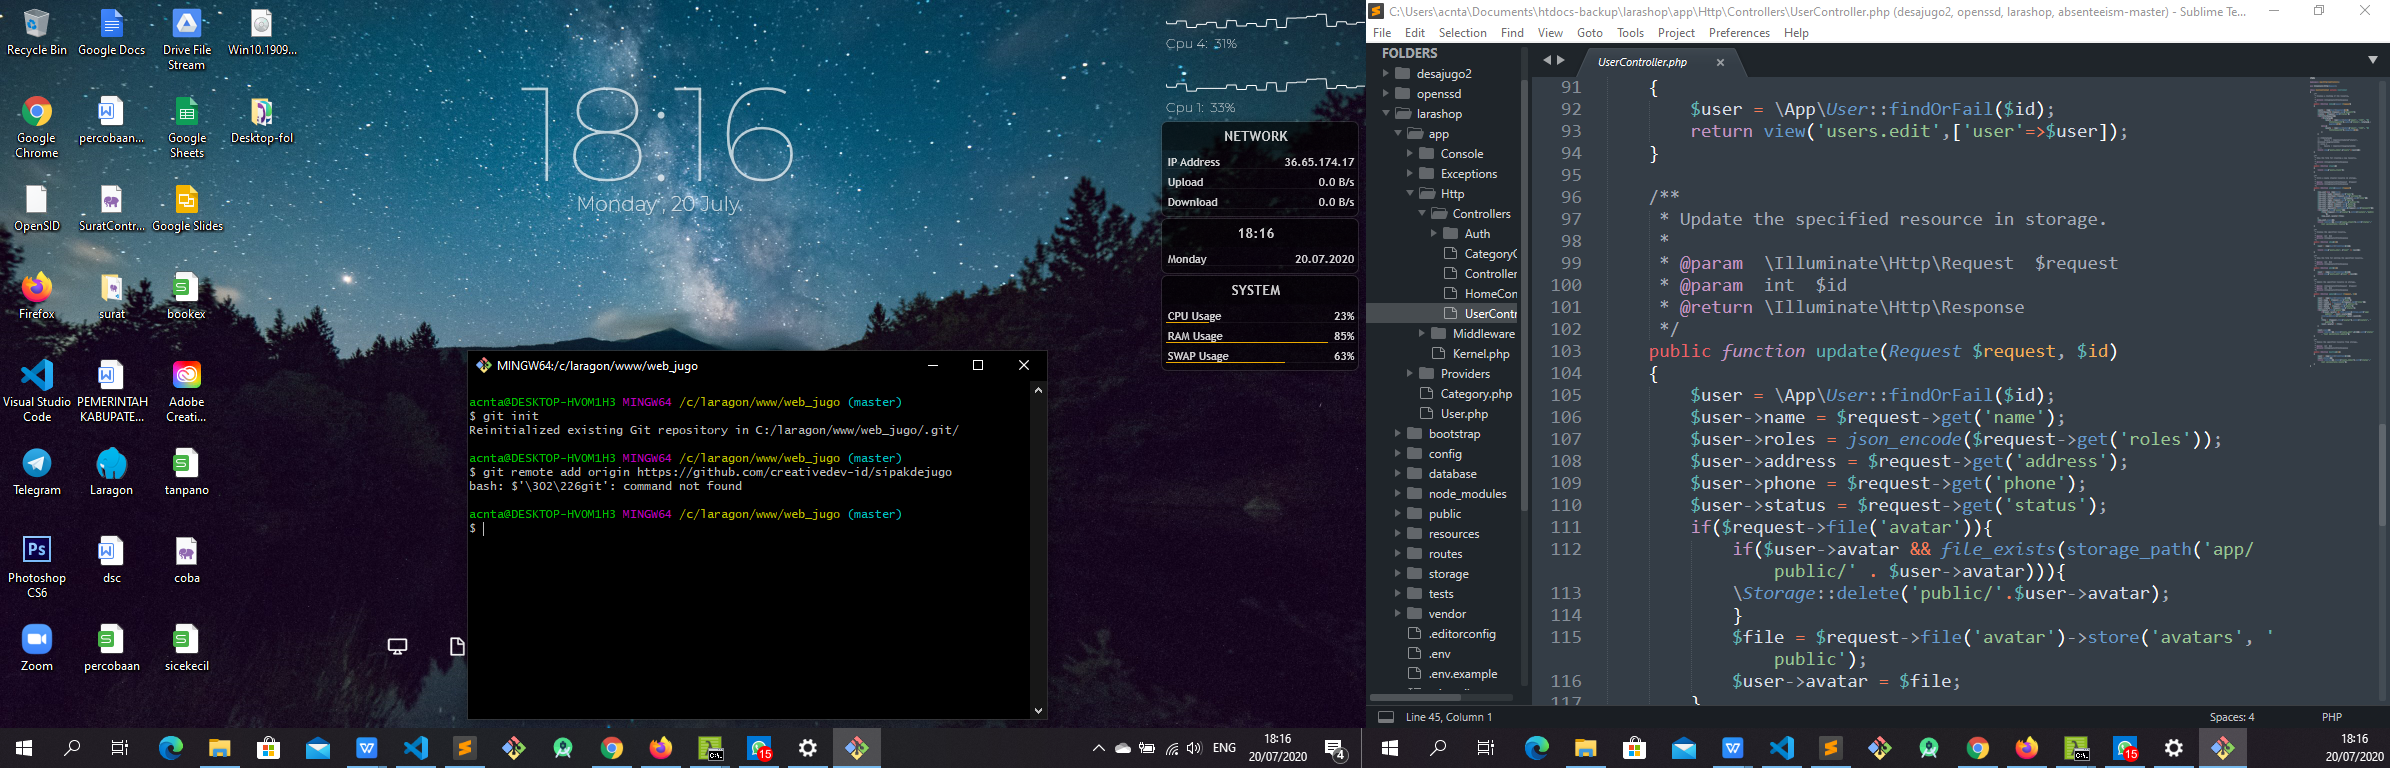 Recycle Bin
Google Docs
Drive File
Stream
Win10.1909...
Google
Chrome
percobaan...
Google
Sheets
Desktop-fol
OpenSID
SuratContr...
Google Slides
Firefox
surat
bookex
Visual Studio
Code
PEMERINTAH
KABUPATE...
Adobe
Creati...
Telegram
Laragon
tanpano
Photoshop
CS6
dsc
coba
Zoom
percobaan
sicekecil
18:16
Monday , 20 July.
Cpu 4: 31%
Cpu 1: 33%
NETWORK
IP Address 36.65.174.17
Upload 0.0 B/s
Download 0.0 B/s
18:16
Monday 20.07.2020
SYSTEM
CPU Usage 23%
RAM Usage 85%
SWAP Usage 63%
MINGW64:/c/laragon/www/web_jugo
acnta@DESKTOP-HVOM1H3 MINGW64 /c/laragon/www/web_jugo (master)
$ git init
Reinitialized existing Git repository in C:/laragon/www/web_jugo/.git/
acnta@DESKTOP-HVOM1H3 MINGW64 /c/laragon/www/web_jugo (master)
$ git remote add origin https://github.com/creativedev-id/sipakdejugo
bash: $'\302\226git': command not found
acnta@DESKTOP-HVOM1H3 MINGW64 /c/laragon/www/web_jugo (master)
$
ENG
18:16
20/07/2020
4
15
C:\Users\acnta\Documents\htdocs-backup\larashop\app\Http\Controllers\UserController.php (desajugo2, openssd, larashop, absenteeism-master) - Sublime Te...
File Edit Selection Find View Goto Tools Project Preferences Help
FOLDERS
desajugo2
openssd
larashop
app
Console
Exceptions
Http
Controllers
Auth
CategoryC
Controller
HomeCon
UserContr
Middleware
Kernel.php
Providers
Category.php
User.php
bootstrap
config
database
node_modules
public
resources
routes
storage
tests
vendor
.editorconfig
.env
.env.example
UserController.php
91 {
92 $user = \App\User::findOrFail($id);
93 return view('users.edit',['user'=>$user]);
94 }
95
96 /**
97 * Update the specified resource in storage.
98 *
99 * @param \Illuminate\Http\Request $request
100 * @param int $id
101 * @return \Illuminate\Http\Response
102 */
103 public function update(Request $request, $id)
104 {
105 $user = \App\User::findOrFail($id);
106 $user->name = $request->get('name');
107 $user->roles = json_encode($request->get('roles'));
108 $user->address = $request->get('address');
109 $user->phone = $request->get('phone');
110 $user->status = $request->get('status');
111 if($request->file('avatar')){
112 if($user->avatar && file_exists(storage_path('app/
public/' . $user->avatar))){
113 \Storage::delete('public/'.$user->avatar);
114 }
115 $file = $request->file('avatar')->store('avatars', '
public');
116 $user->avatar = $file;
117 }
Line 45, Column 1
Spaces: 4
PHP
15
18:16
20/07/2020